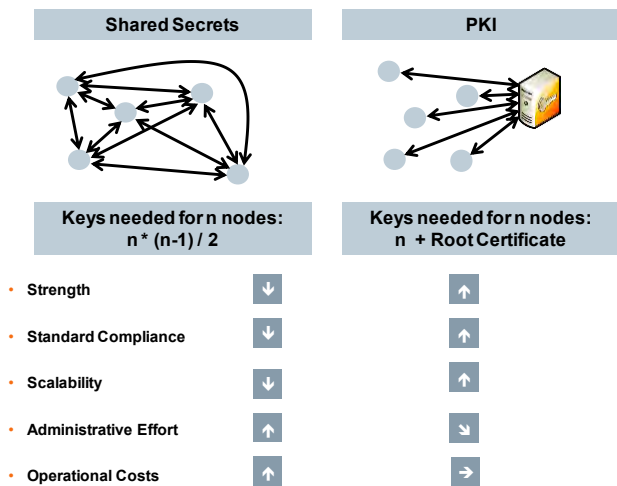 Shared Secrets
PKI
Keys needed for n nodes:
n * (n-1) / 2
Keys needed for n nodes:
n + Root Certificate
• Strength
• Standard Compliance
• Scalability
• Administrative Effort
• Operational Costs